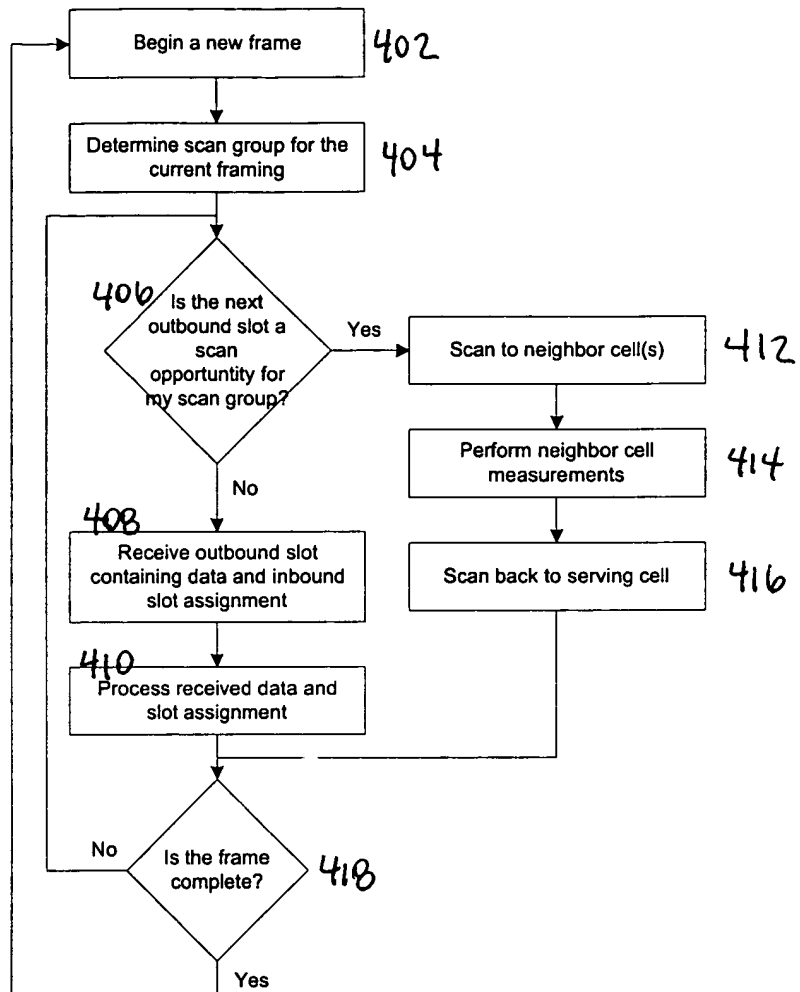 Begin a new frame
402
Determine scan group for the
current framing
404
406
Is the next
outbound slot a
scan
opportuntity for
my scan group?
Yes
Scan to neighbor cell(s)
412
Perform neighbor cell
measurements
414
No
408
Receive outbound slot
containing data and inbound
slot assignment
Scan back to serving cell
416
410
Process received data and
slot assignment
No
Is the frame
complete?
418
Yes